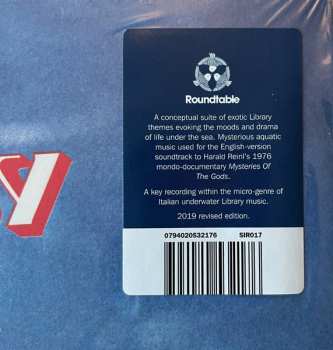 Roundtable
A conceptual suite of exotic Library
themes evoking the moods and drama
of life under the sea. Mysterious aquatic
music used for the English-version
soundtrack to Harald Reinl's 1976
mondo-documentary Mysteries Of
The Gods.
A key recording within the micro-genre of
Italian underwater Library music.
2019 revised edition.
Y
0794020532176 SIR017